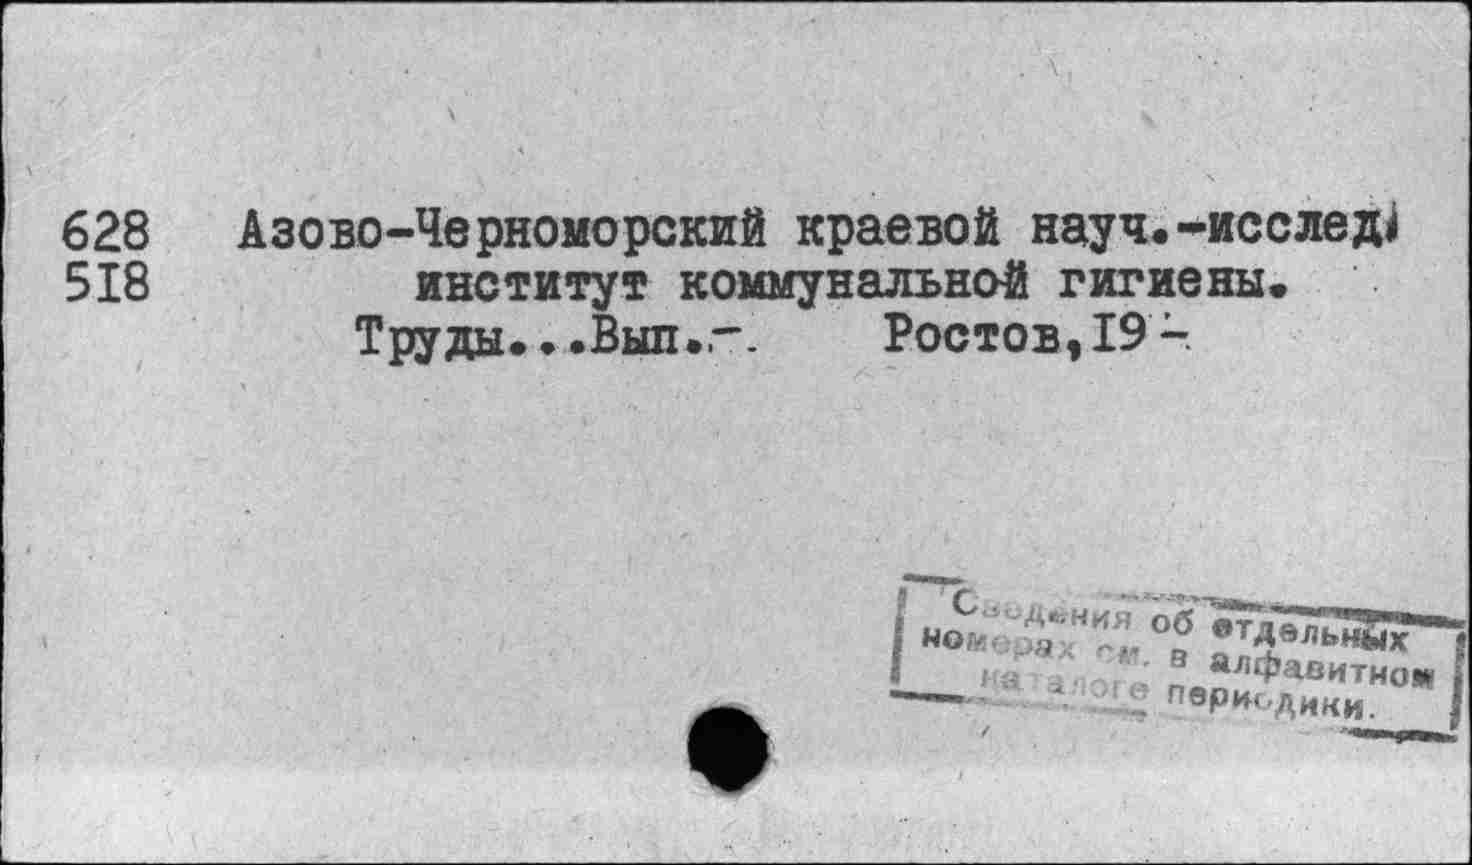 628 Азово-Черноморский краевой науч.-исслед.
518 институт коммунальной гигиены.
Труды...Вып.-. Ростов,19 -
Сведения об отдельных
номерах см. в алфавитном
каталоге периодики.